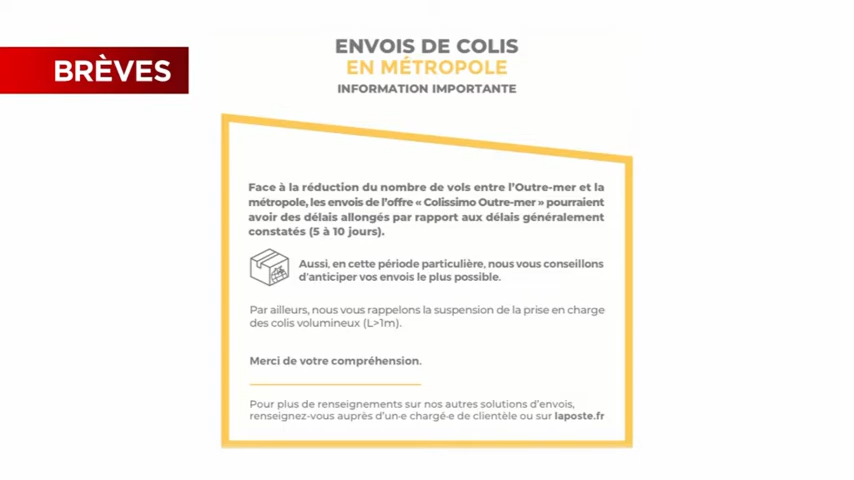 BRÈVES
ENVOIS DE COLIS
EN MÉTROPOLE
INFORMATION IMPORTANTE
Face à la réduction du nombre de vols entre l'Outre-mer et la
métropole, les envois de l'offre « Colissimo Outre-mer » pourraient
avoir des délais allongés par rapport aux délais généralement
constatés (5 à 10 jours).
Aussi, en cette période particulière, nous vous conseillons
d'anticiper vos envois le plus possible.
Par ailleurs, nous vous rappelons la suspension de la prise en charge
des colis volumineux (L>1m).
Merci de votre compréhension.
Pour plus de renseignements sur nos autres solutions d'envois,
renseignez-vous auprès d'un·e chargé·e de clientèle ou sur laposte.fr